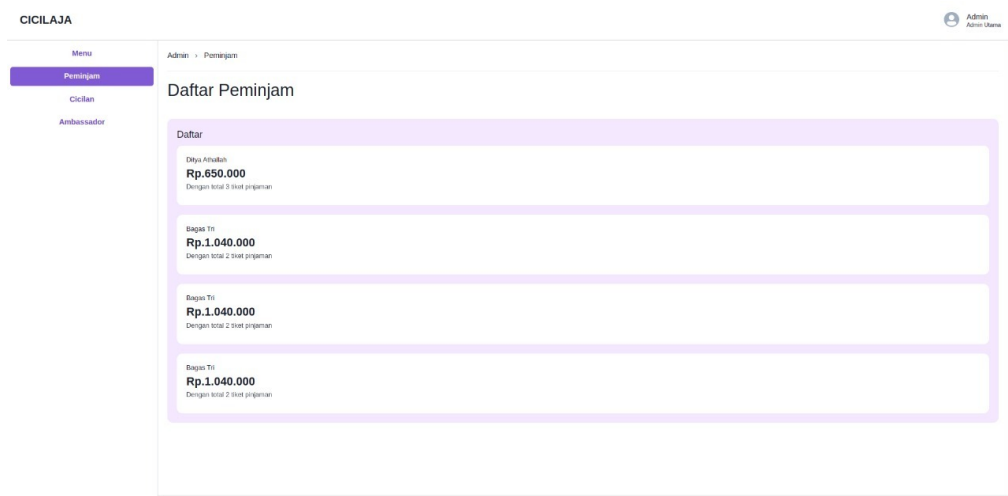 CICILAJA
Admin
Admin Utama
Menu
Peminjam
Cicilan
Ambassador
Admin › Peminjam
Daftar Peminjam
Daftar
Ditya Athallah
Rp.650.000
Dengan total 3 tiket pinjaman
Bagas Tri
Rp.1.040.000
Dengan total 2 tiket pinjaman
Bagas Tri
Rp.1.040.000
Dengan total 2 tiket pinjaman
Bagas Tri
Rp.1.040.000
Dengan total 2 tiket pinjaman